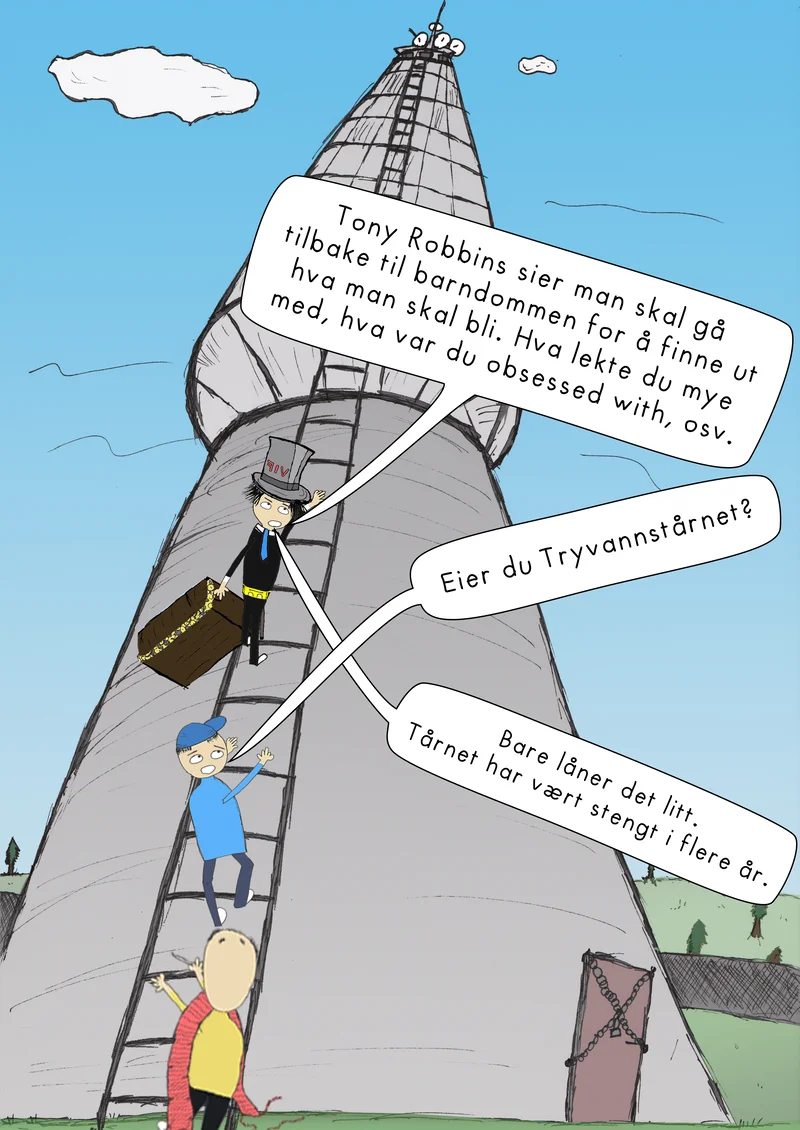 Tony Robbins sier man skal gå
tilbake til barndommen for å finne ut
hva man skal bli. Hva lekte du mye
med, hva var du obsessed with, osv.
VIP
Eier du Tryvannstårnet?
Bare låner det litt.
Tårnet har vært stengt i flere år.